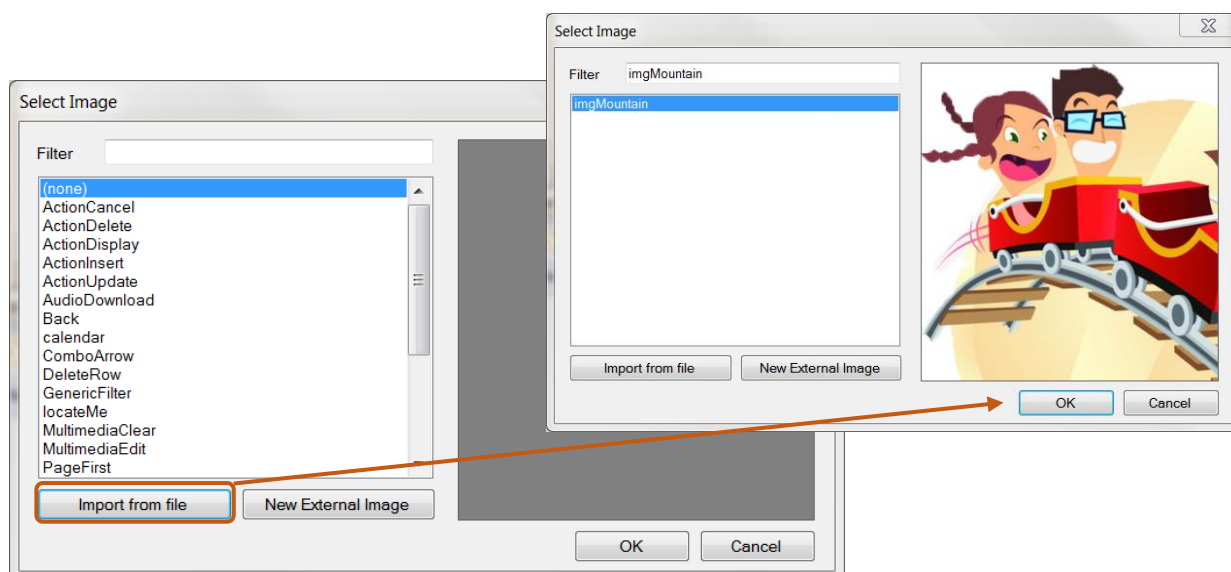 Select Image
Filter
(none)
ActionCancel
ActionDelete
ActionDisplay
ActionInsert
ActionUpdate
AudioDownload
Back
calendar
ComboArrow
DeleteRow
GenericFilter
locateMe
MultimediaClear
MultimediaEdit
PageFirst
Import from file
New External Image
OK
Cancel
Select Image
Filter
imgMountain
imgMountain
Import from file
New External Image
OK
Cancel